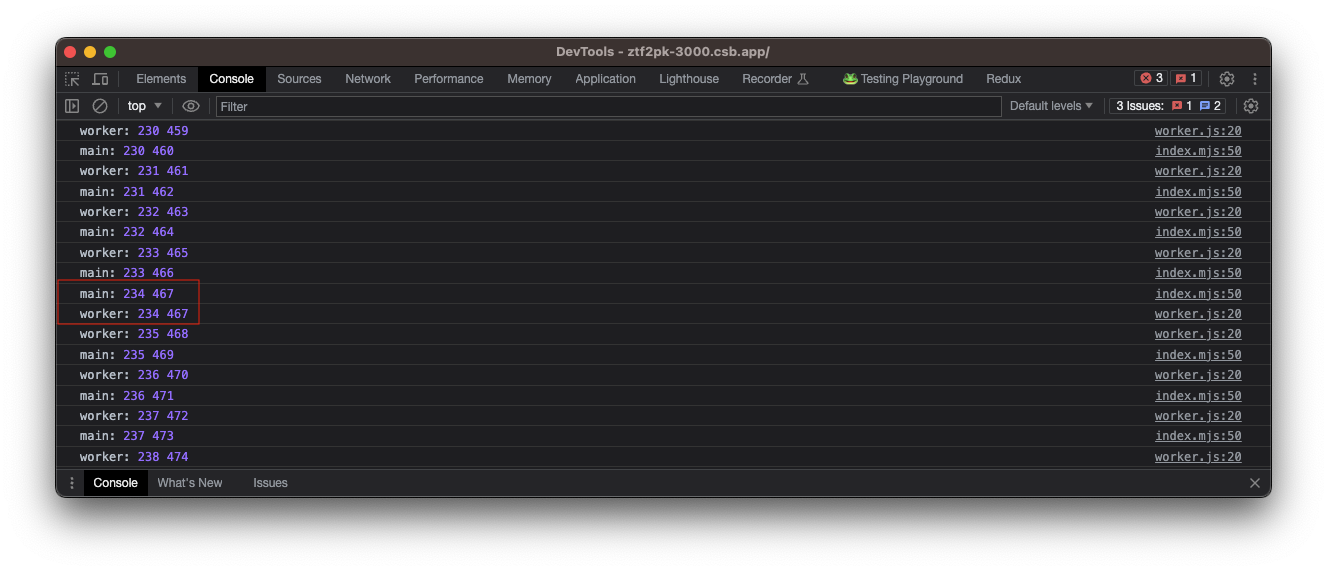 DevTools - ztf2pk-3000.csb.app/
Elements Console Sources Network Performance Memory Application Lighthouse Recorder Testing Playground Redux 3 1
top Filter Default levels 3 Issues: 1 2
worker: 230 459 worker.js:20
main: 230 460 index.mjs:50
worker: 231 461 worker.js:20
main: 231 462 index.mjs:50
worker: 232 463 worker.js:20
main: 232 464 index.mjs:50
worker: 233 465 worker.js:20
main: 233 466 index.mjs:50
main: 234 467 index.mjs:50
worker: 234 467 worker.js:20
worker: 235 468 worker.js:20
main: 235 469 index.mjs:50
worker: 236 470 worker.js:20
main: 236 471 index.mjs:50
worker: 237 472 worker.js:20
main: 237 473 index.mjs:50
worker: 238 474 worker.js:20
Console What's New Issues